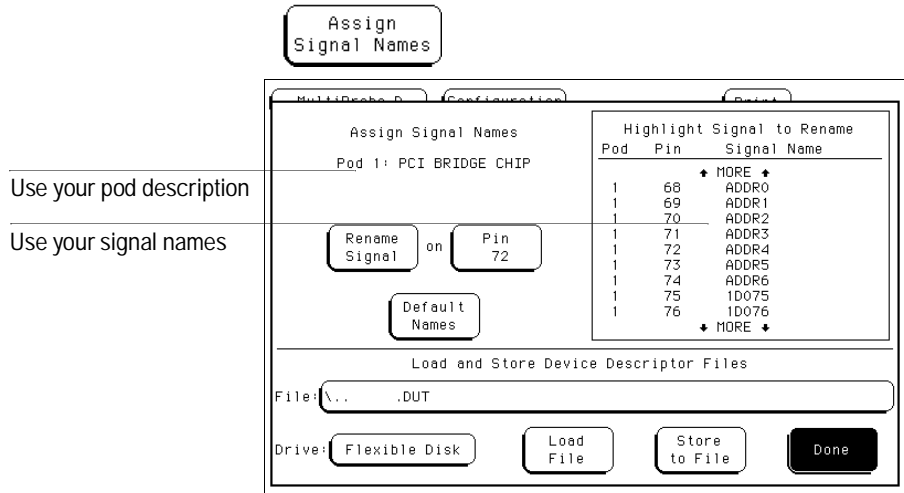 Assign
Signal Names
Configuration
Print
Assign Signal Names
Pod 1: PCI BRIDGE CHIP
Use your pod description
Use your signal names
Rename
Signal
on
Pin
72
Default
Names
Highlight Signal to Rename
Pod Pin Signal Name
↑ MORE ↑
1 68 ADDR0
1 69 ADDR1
1 70 ADDR2
1 71 ADDR3
1 72 ADDR4
1 73 ADDR5
1 74 ADDR6
1 75 1D075
1 76 1D076
↓ MORE ↓
Load and Store Device Descriptor Files
File: \.. .DUT
Drive: Flexible Disk
Load
File
Store
to File
Done